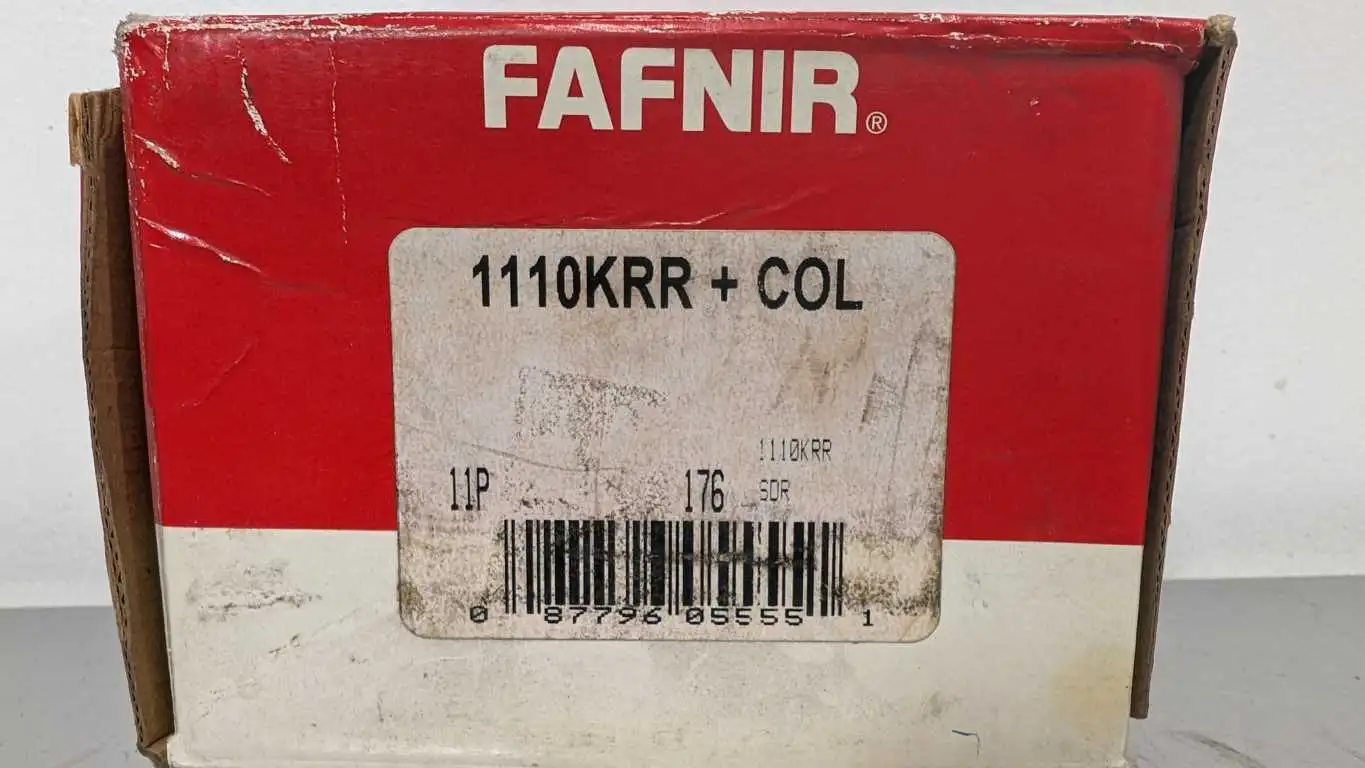 FAFNIR®
1110KRR + COL
1110KRR
11P 176 SDR
0 87796 05555 1